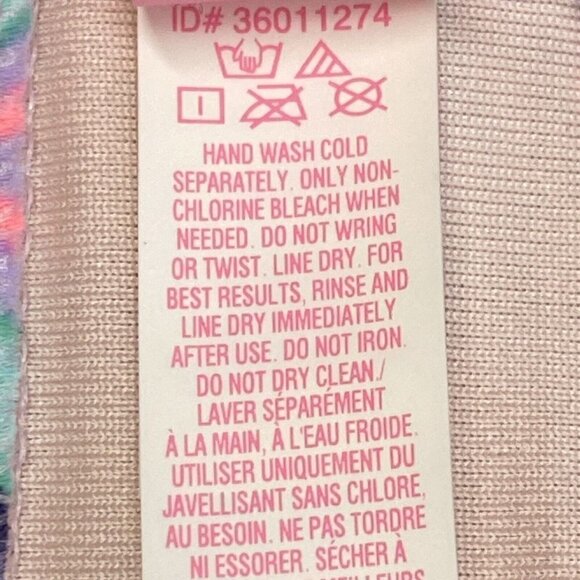 ID# 36011274
HAND WASH COLD
SEPARATELY. ONLY NON-
CHLORINE BLEACH WHEN
NEEDED. DO NOT WRING
OR TWIST. LINE DRY. FOR
BEST RESULTS, RINSE AND
LINE DRY IMMEDIATELY
AFTER USE. DO NOT IRON.
DO NOT DRY CLEAN./
LAVER SÉPARÉMENT
À LA MAIN, À L'EAU FROIDE.
UTILISER UNIQUEMENT DU
JAVELLISANT SANS CHLORE,
AU BESOIN. NE PAS TORDRE
NI ESSORER. SÉCHER À